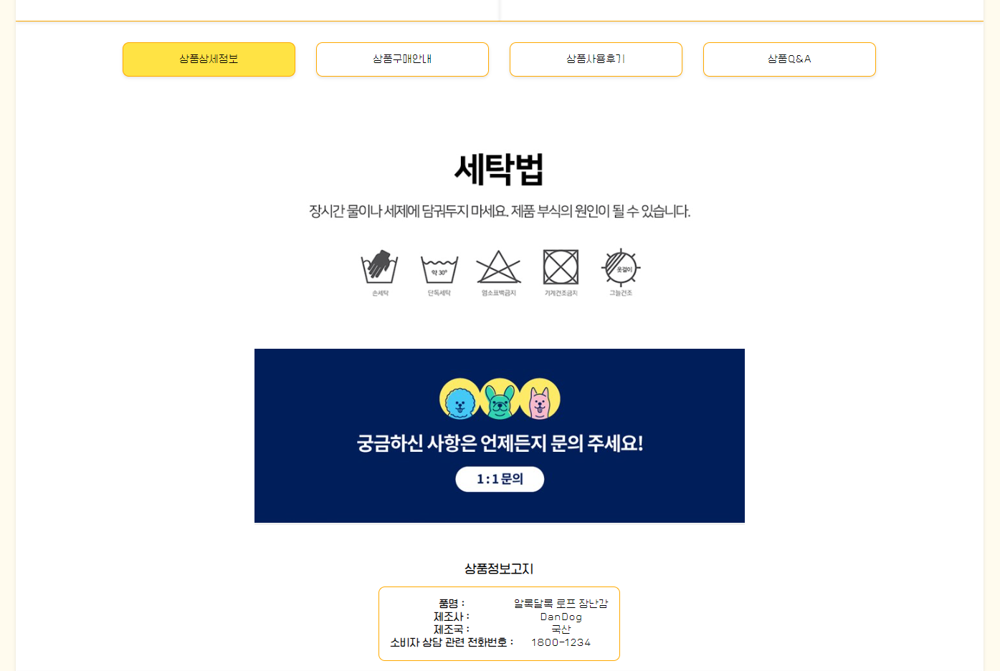 상품상세정보
상품구매안내
상품사용후기
상품Q&A
세탁법
장시간 물이나 세제에 담궈두지 마세요. 제품 부식의 원인이 될 수 있습니다.
약 30°
옷걸이
손세탁
단독세탁
염소표백금지
기계건조금지
그늘건조
궁금하신 사항은 언제든지 문의 주세요!
1 : 1 문의
상품정보고지
품명 : 알록달록 로프 장난감
제조사 : DanDog
제조국 : 국산
소비자 상담 관련 전화번호 : 1800-1234